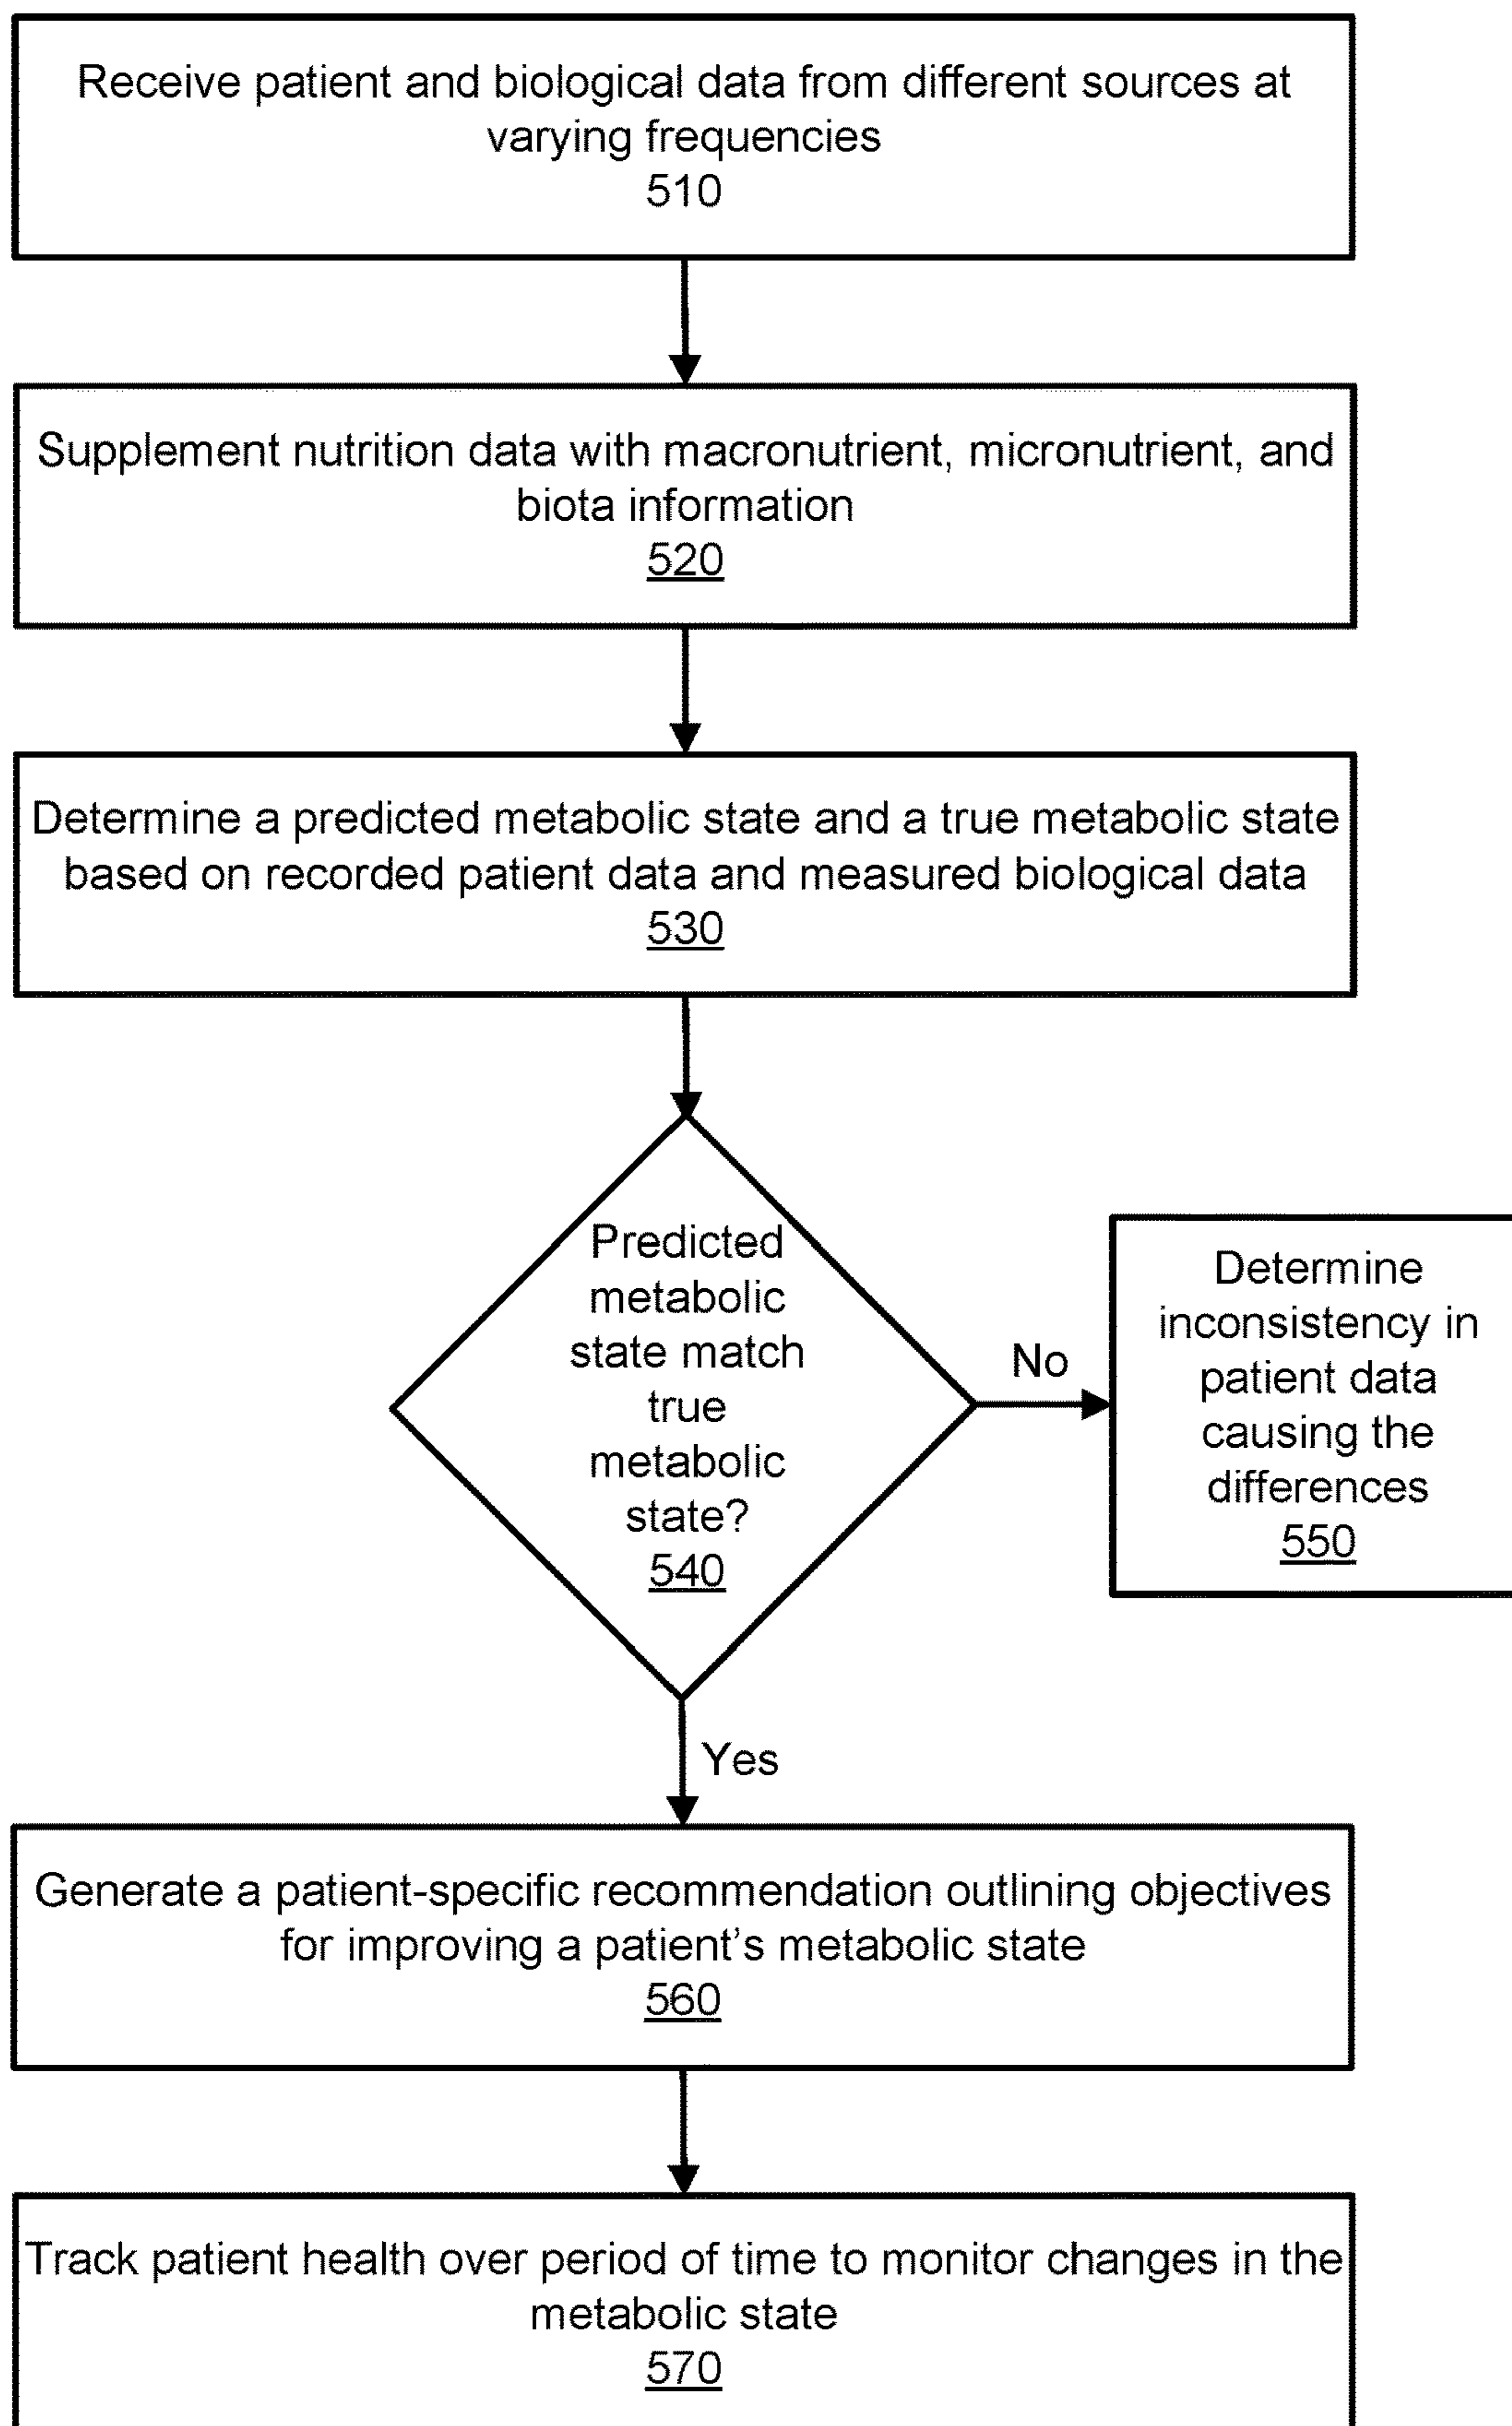 Receive patient and biological data from different sources at
varying frequencies
510
Supplement nutrition data with macronutrient, micronutrient, and
biota information
520
Determine a predicted metabolic state and a true metabolic state
based on recorded patient data and measured biological data
530
Predicted
metabolic
state match
true
metabolic
state?
540
No
Determine
inconsistency in
patient data
causing the
differences
550
Yes
Generate a patient-specific recommendation outlining objectives
for improving a patient's metabolic state
560
Track patient health over period of time to monitor changes in the
metabolic state
570